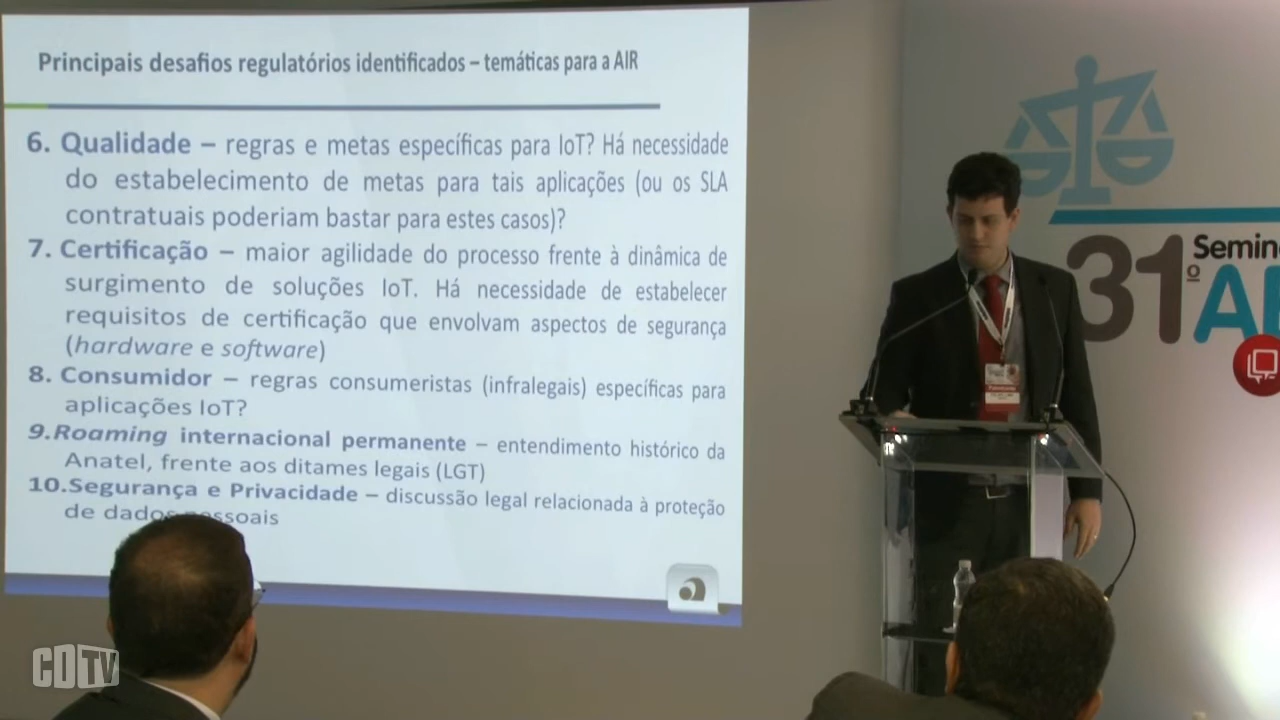 Principais desafios regulatórios identificados – temáticas para a AIR
6. Qualidade – regras e metas específicas para IoT? Há necessidade
do estabelecimento de metas para tais aplicações (ou os SLA
contratuais poderiam bastar para estes casos)?
7. Certificação – maior agilidade do processo frente à dinâmica de
surgimento de soluções IoT. Há necessidade de estabelecer
requisitos de certificação que envolvam aspectos de segurança
(hardware e software)
8. Consumidor – regras consumeristas (infralegais) específicas para
aplicações IoT?
9.Roaming internacional permanente – entendimento histórico da
Anatel, frente aos ditames legais (LGT)
10.Segurança e Privacidade – discussão legal relacionada à proteção
de dados
31º
Semin
AB
CDTV